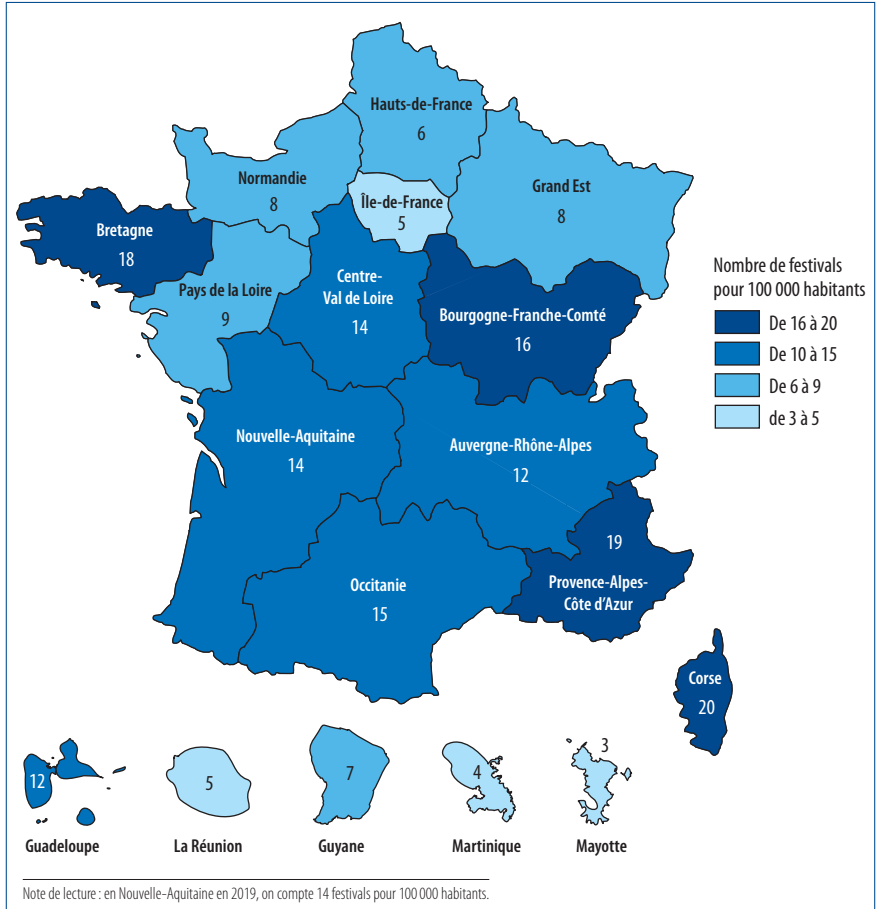 Hauts-de-France
6
Normandie
8
Île-de-France
5
Grand Est
8
Bretagne
18
Pays de la Loire
9
Centre-
Val de Loire
14
Bourgogne-Franche-Comté
16
Nombre de festivals
pour 100 000 habitants
De 16 à 20
De 10 à 15
De 6 à 9
de 3 à 5
Nouvelle-Aquitaine
14
Auvergne-Rhône-Alpes
12
19
Provence-Alpes-
Côte d'Azur
Occitanie
15
Corse
20
12
Guadeloupe
5
La Réunion
7
Guyane
4
Martinique
3
Mayotte
Note de lecture : en Nouvelle-Aquitaine en 2019, on compte 14 festivals pour 100 000 habitants.